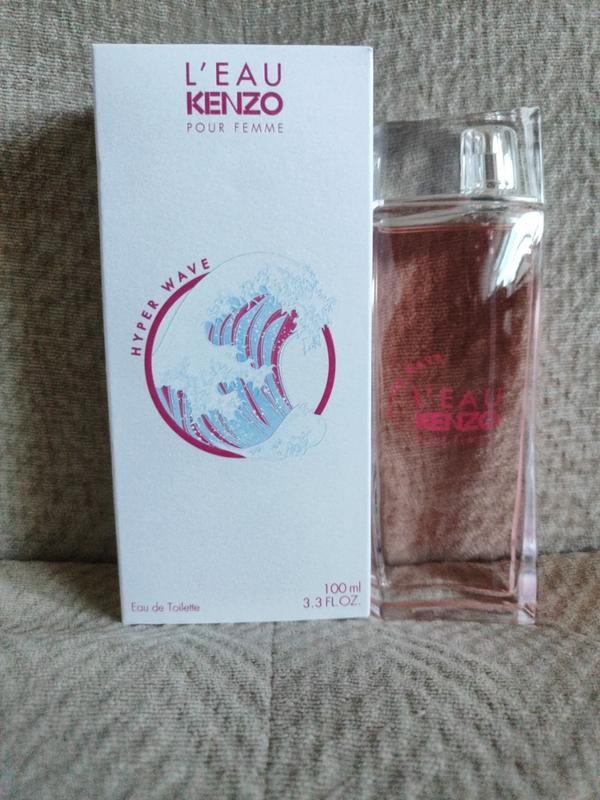 L'EAU
KENZO
POUR FEMME
HYPER WAVE
Eau de Toilette
100 ml
3.3 FL.OZ.
L'EAU
KENZO